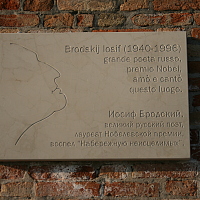 Brodskij Iosif (1940-1996)
grande poeta russo,
premio Nobel,
amò e cantò
questo luogo.
Иосиф Бродский,
великий русский поэт,
лауреат Нобелевской премии,
воспел "Набережную неисцелимых".